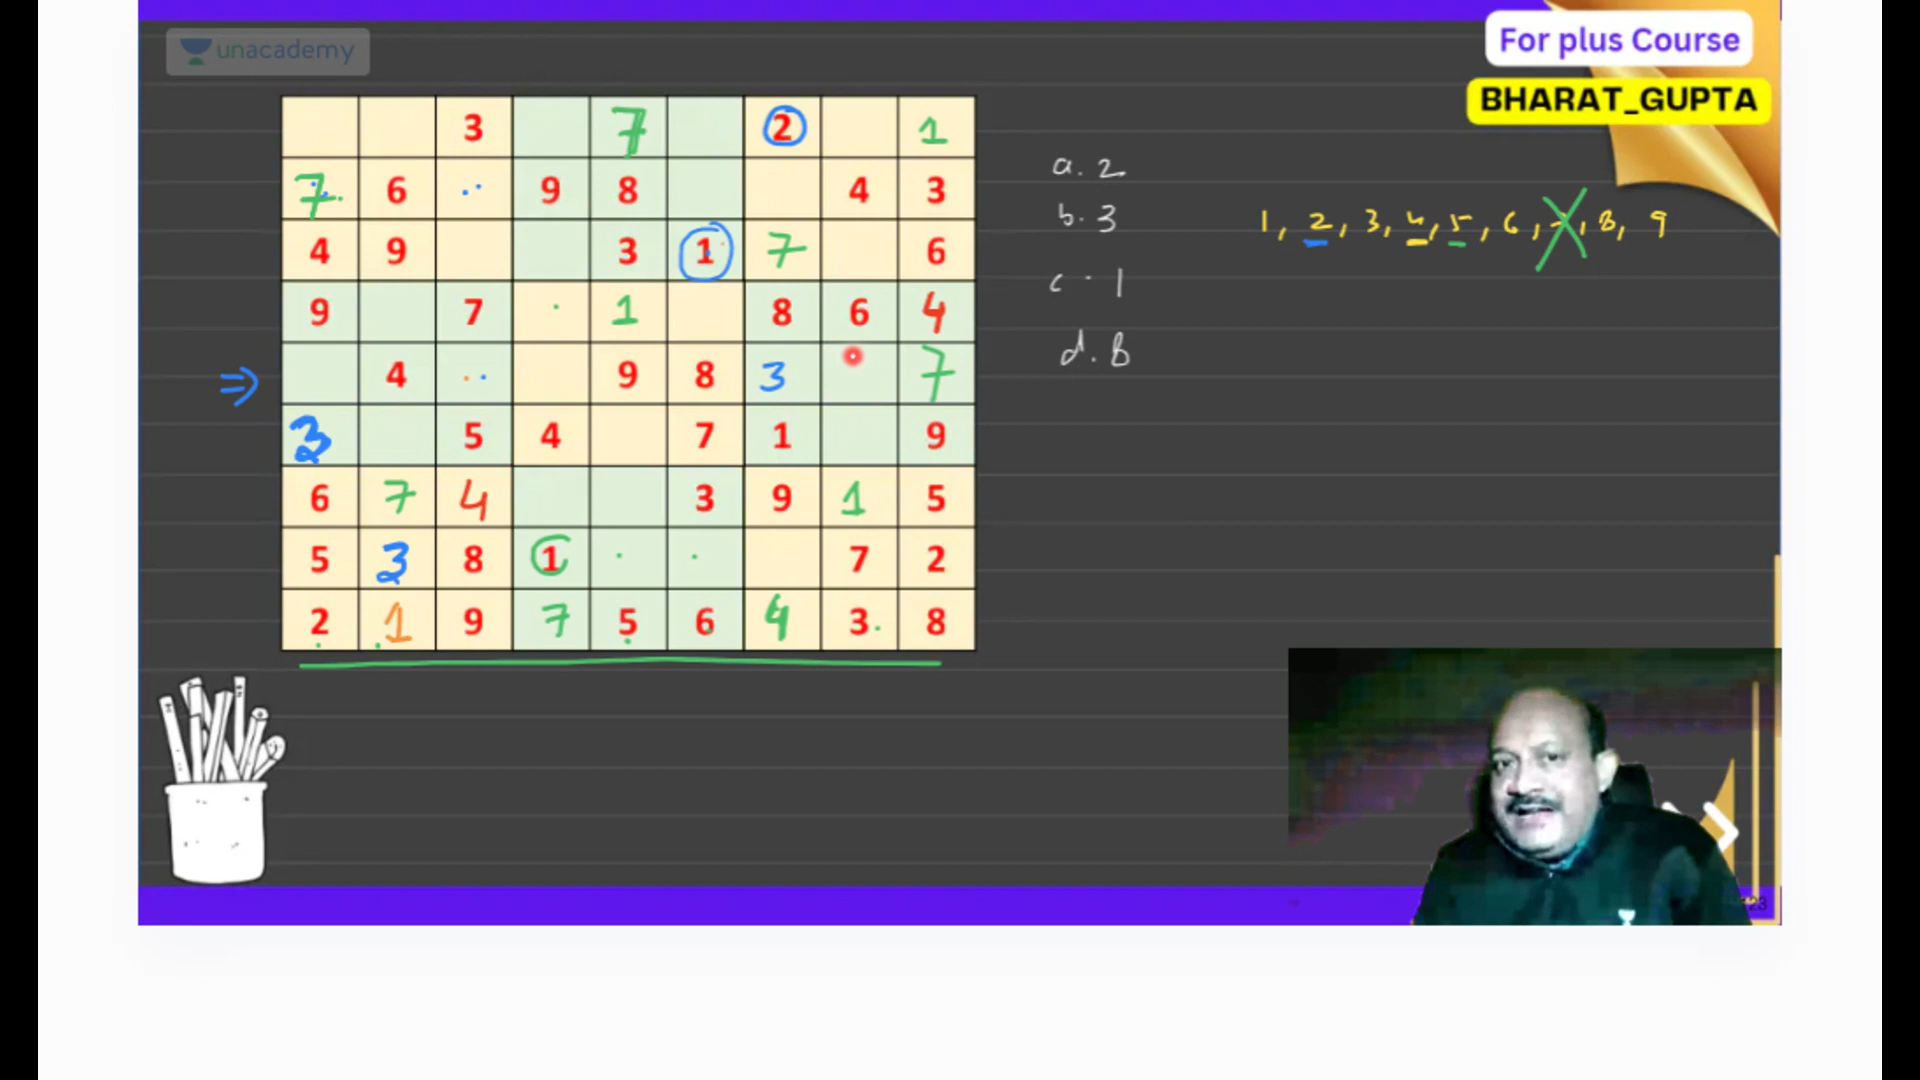 For plus Course
unacademy
BHARAT_GUPTA
3 7 2 1
7 6 9 8 4 3
4 9 3 1 7 6
9 7 1 8 6 4
4 9 8 3 7
3 5 4 7 1 9
6 7 4 3 9 1 5
5 3 8 1 7 2
2 1 9 7 5 6 4 3 8
a. 2
b. 3
c. 1
d. 8
1, 2, 3, 4, 5, 6, 7, 8, 9